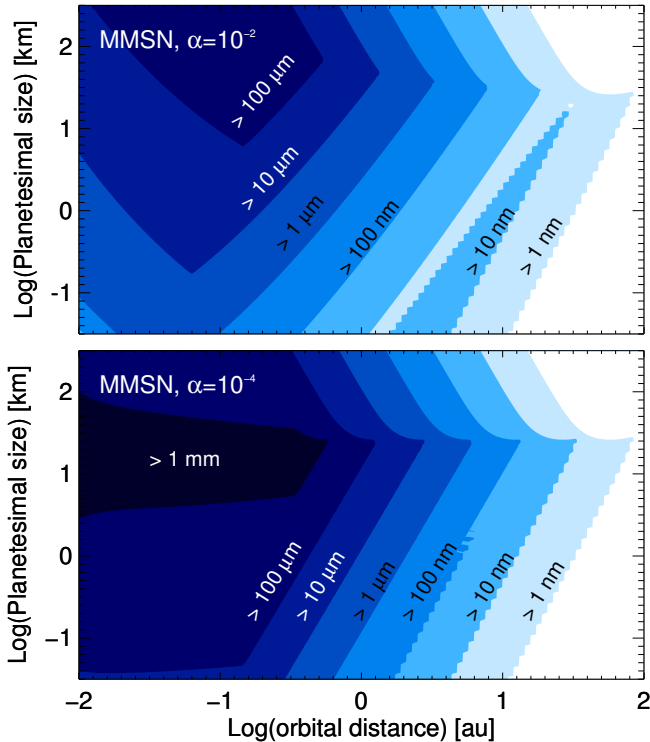 MMSN, α=10⁻²
> 100 μm
> 10 μm
> 1 μm
> 100 nm
> 10 nm
> 1 nm
2
1
0
-1
Log(Planetesimal size) [km]
MMSN, α=10⁻⁴
> 1 mm
> 100 μm
> 10 μm
> 1 μm
> 100 nm
> 10 nm
> 1 nm
2
1
0
-1
Log(Planetesimal size) [km]
-2
-1
0
1
2
Log(orbital distance) [au]